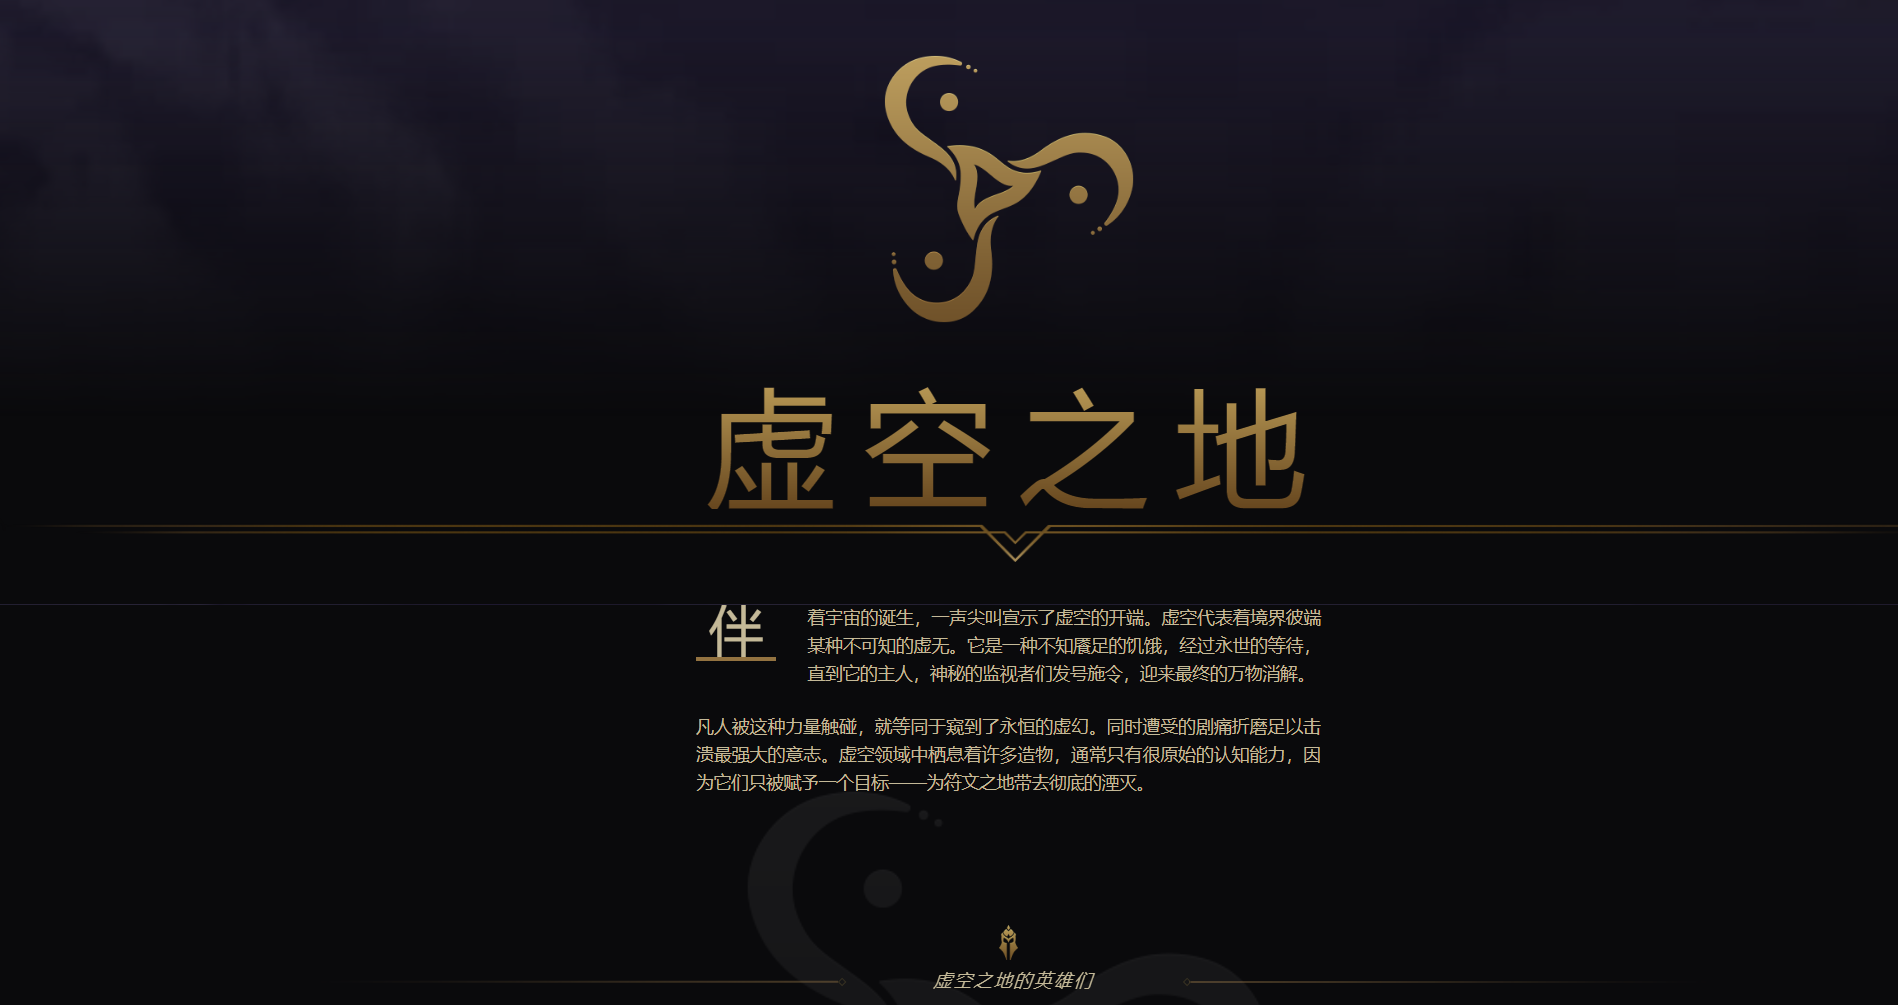 虚空之地
伴
着宇宙的诞生，一声尖叫宣示了虚空的开端。虚空代表着境界彼端
某种不可知的虚无。它是一种不知餍足的饥饿，经过永世的等待，
直到它的主人，神秘的监视者们发号施令，迎来最终的万物消解。
凡人被这种力量触碰，就等同于窥到了永恒的虚幻。同时遭受的剧痛折磨足以击
溃最强大的意志。虚空领域中栖息着许多造物，通常只有很原始的认知能力，因
为它们只被赋予一个目标——为符文之地带去彻底的湮灭。
虚空之地的英雄们